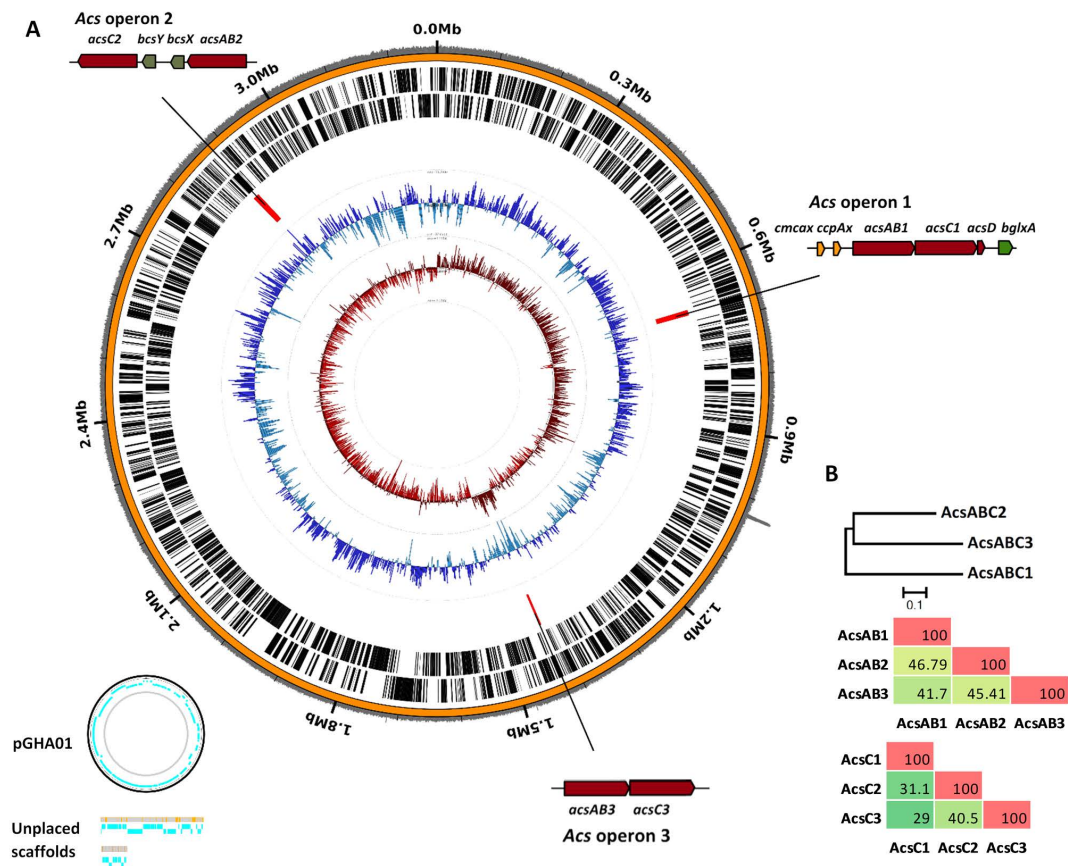 A
Acs operon 2
acsC2 bcsY bcsX acsAB2
0.0Mb
0.3Mb
0.6Mb
0.9Mb
1.2Mb
1.5Mb
1.8Mb
2.1Mb
2.4Mb
2.7Mb
3.0Mb
Acs operon 1
cmcax ccpAx acsAB1 acsC1 acsD bglxA
acsAB3 acsC3
Acs operon 3
pGHA01
Unplaced
scaffolds
B
AcsABC2
AcsABC3
AcsABC1
0.1
AcsAB1 100
AcsAB2 46.79 100
AcsAB3 41.7 45.41 100
AcsAB1 AcsAB2 AcsAB3
AcsC1 100
AcsC2 31.1 100
AcsC3 29 40.5 100
AcsC1 AcsC2 AcsC3